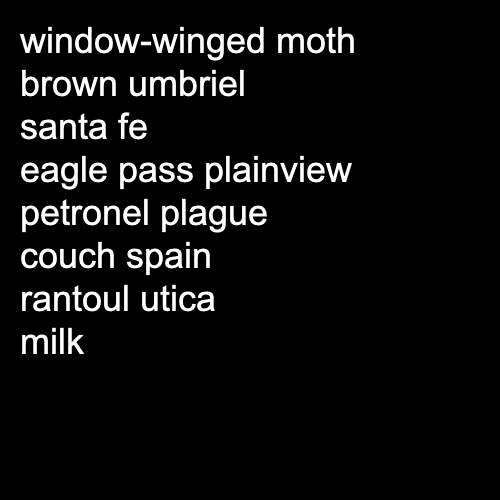 window-winged moth
brown umbriel
santa fe
eagle pass plainview
petronel plague
couch spain
rantoul utica
milk